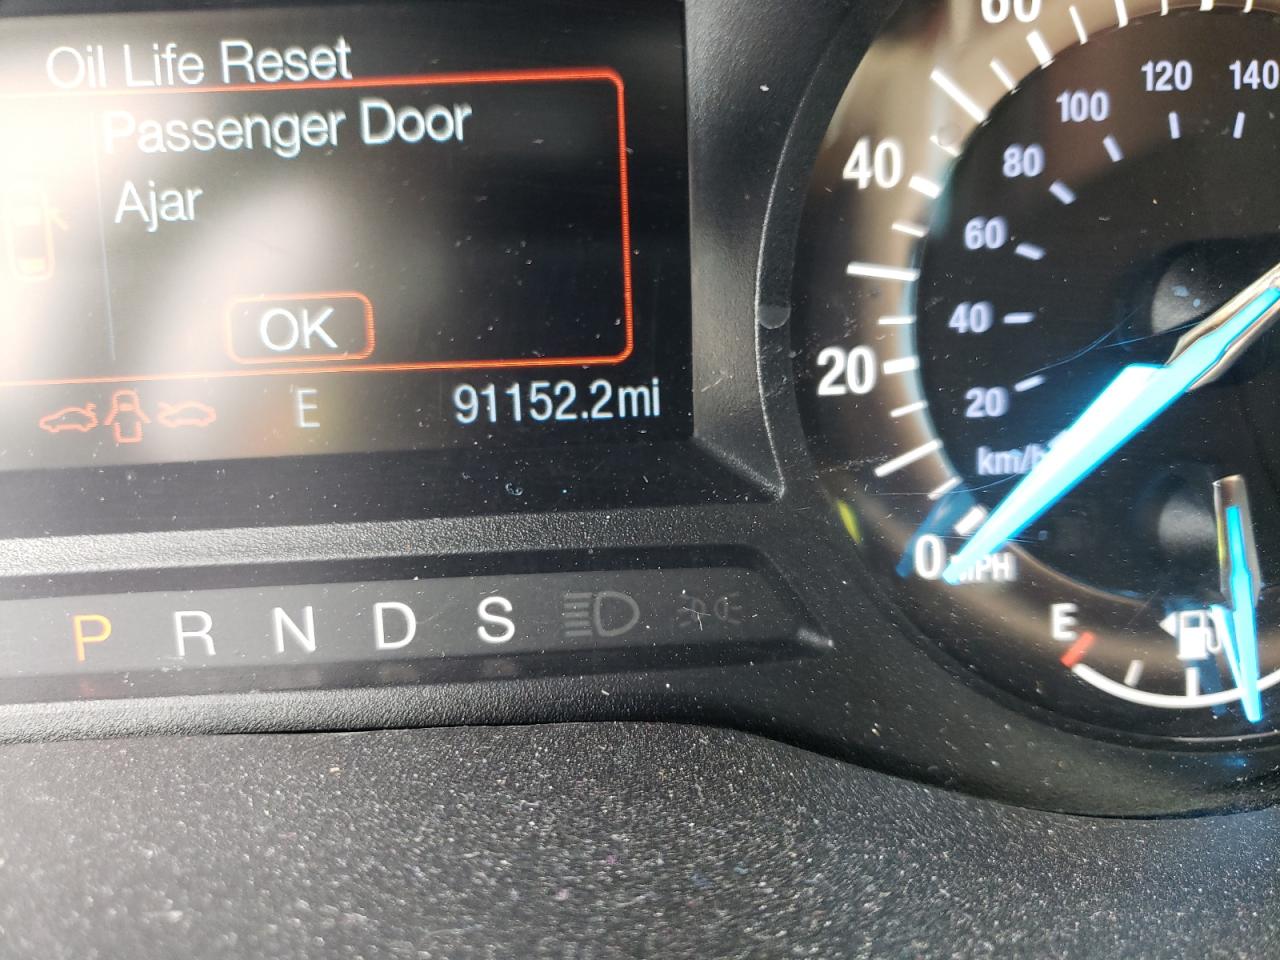 Oil Life Reset
Passenger Door
Ajar
OK
E
91152.2mi
P R N D S
60
40
20
0
MPH
140
120
100
80
60
40
20
km/h
E